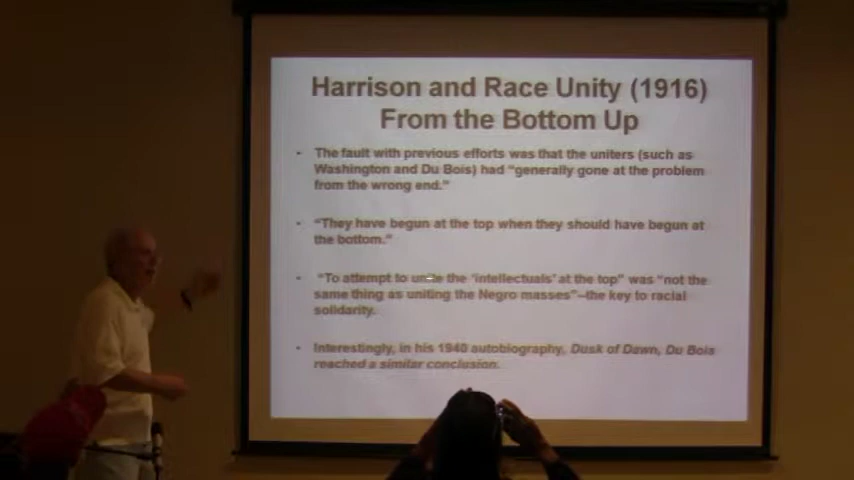 Harrison and Race Unity (1916)
From the Bottom Up
• The fault with previous efforts was that the uniters (such as
Washington and Du Bois) had "generally gone at the problem
from the wrong end."
• "They have begun at the top when they should have begun at
the bottom."
• "To attempt to unite the 'intellectuals' at the top" was "not the
same thing as uniting the Negro masses"–the key to racial
solidarity.
• Interestingly, in his 1940 autobiography, Dusk of Dawn, Du Bois
reached a similar conclusion.